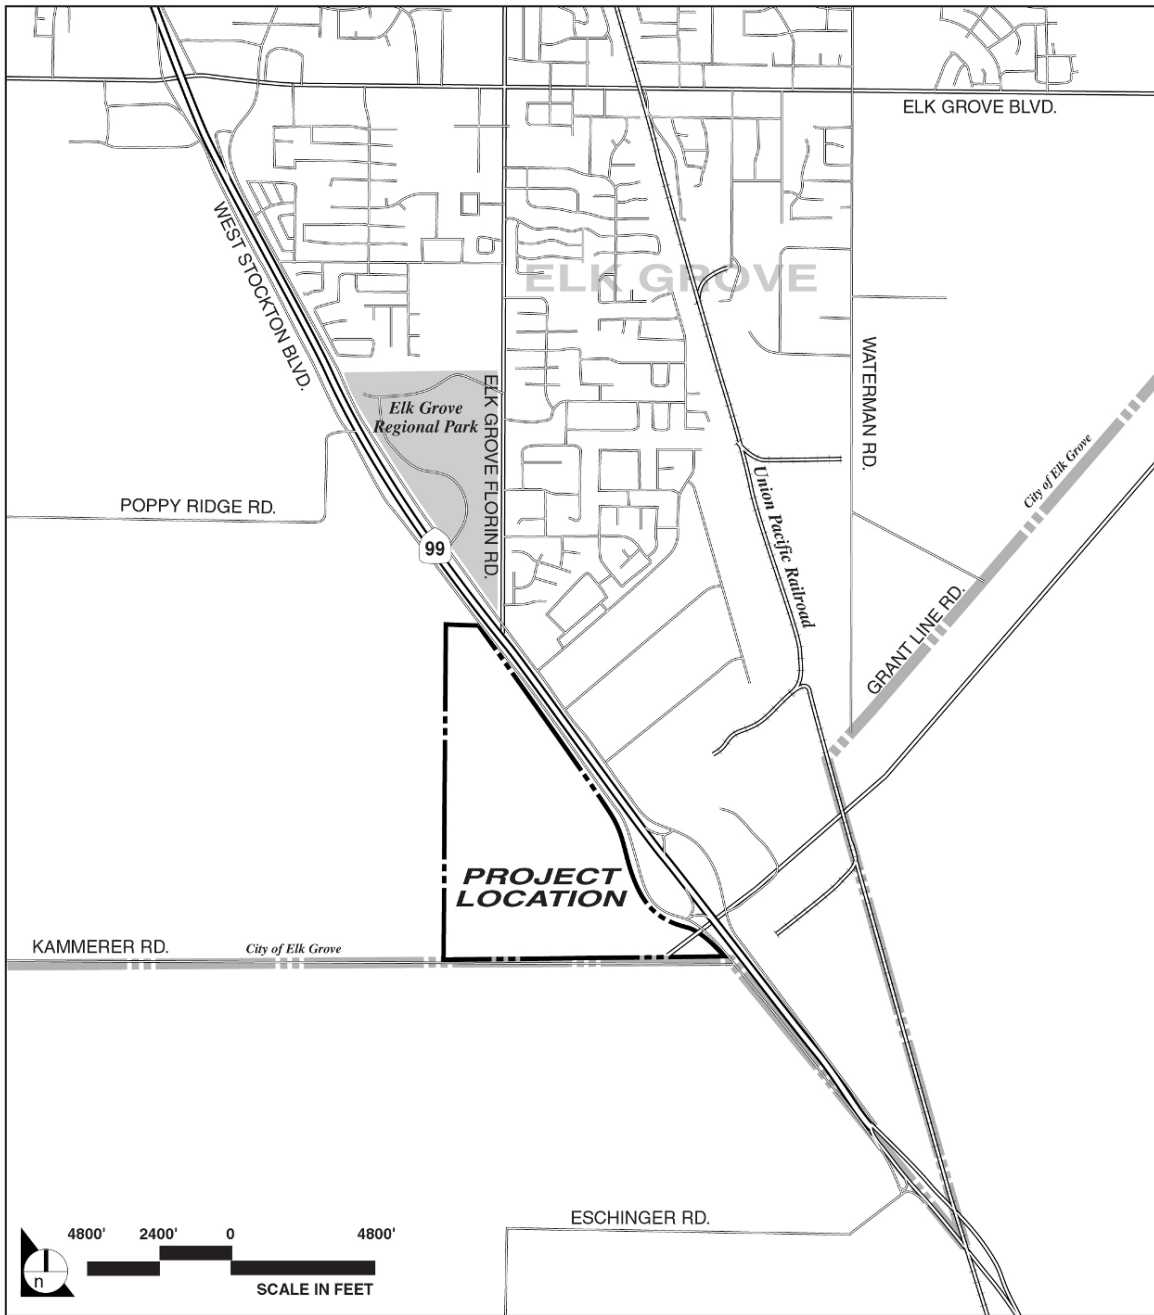 ELK GROVE BLVD.
WEST STOCKTON BLVD.
ELK GROVE
WATERMAN RD.
ELK GROVE FLORIN RD.
Elk Grove
Regional Park
City of Elk Grove
Union Pacific Railroad
POPPY RIDGE RD.
99
GRANT LINE RD.
PROJECT
LOCATION
KAMMERER RD.
City of Elk Grove
ESCHINGER RD.
4800' 2400' 0 4800'
SCALE IN FEET
n